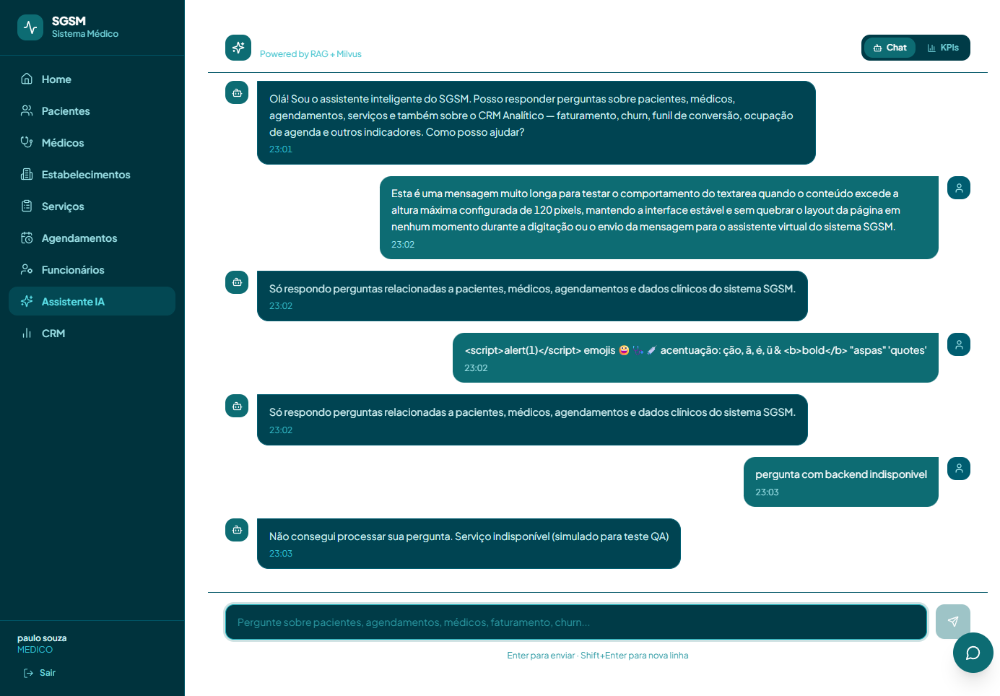 SGSM
Sistema Médico
Home
Pacientes
Médicos
Estabelecimentos
Serviços
Agendamentos
Funcionários
Assistente IA
CRM
paulo souza
MEDICO
Sair
Powered by RAG + Milvus
Chat
KPIs
Olá! Sou o assistente inteligente do SGSM. Posso responder perguntas sobre pacientes, médicos,
agendamentos, serviços e também sobre o CRM Analítico — faturamento, churn, funil de conversão, ocupação
de agenda e outros indicadores. Como posso ajudar?
23:01
Esta é uma mensagem muito longa para testar o comportamento do textarea quando o conteúdo excede a
altura máxima configurada de 120 pixels, mantendo a interface estável e sem quebrar o layout da página em
nenhum momento durante a digitação ou o envio da mensagem para o assistente virtual do sistema SGSM.
23:02
Só respondo perguntas relacionadas a pacientes, médicos, agendamentos e dados clínicos do sistema SGSM.
23:02
<script>alert(1)</script> emojis 😀 🩺 💉 acentuação: ção, ã, é, ü & <b>bold</b> "aspas" 'quotes'
23:02
Só respondo perguntas relacionadas a pacientes, médicos, agendamentos e dados clínicos do sistema SGSM.
23:02
pergunta com backend indisponivel
23:03
Não consegui processar sua pergunta. Serviço indisponível (simulado para teste QA)
23:03
Pergunte sobre pacientes, agendamentos, médicos, faturamento, churn...
Enter para enviar · Shift+Enter para nova linha